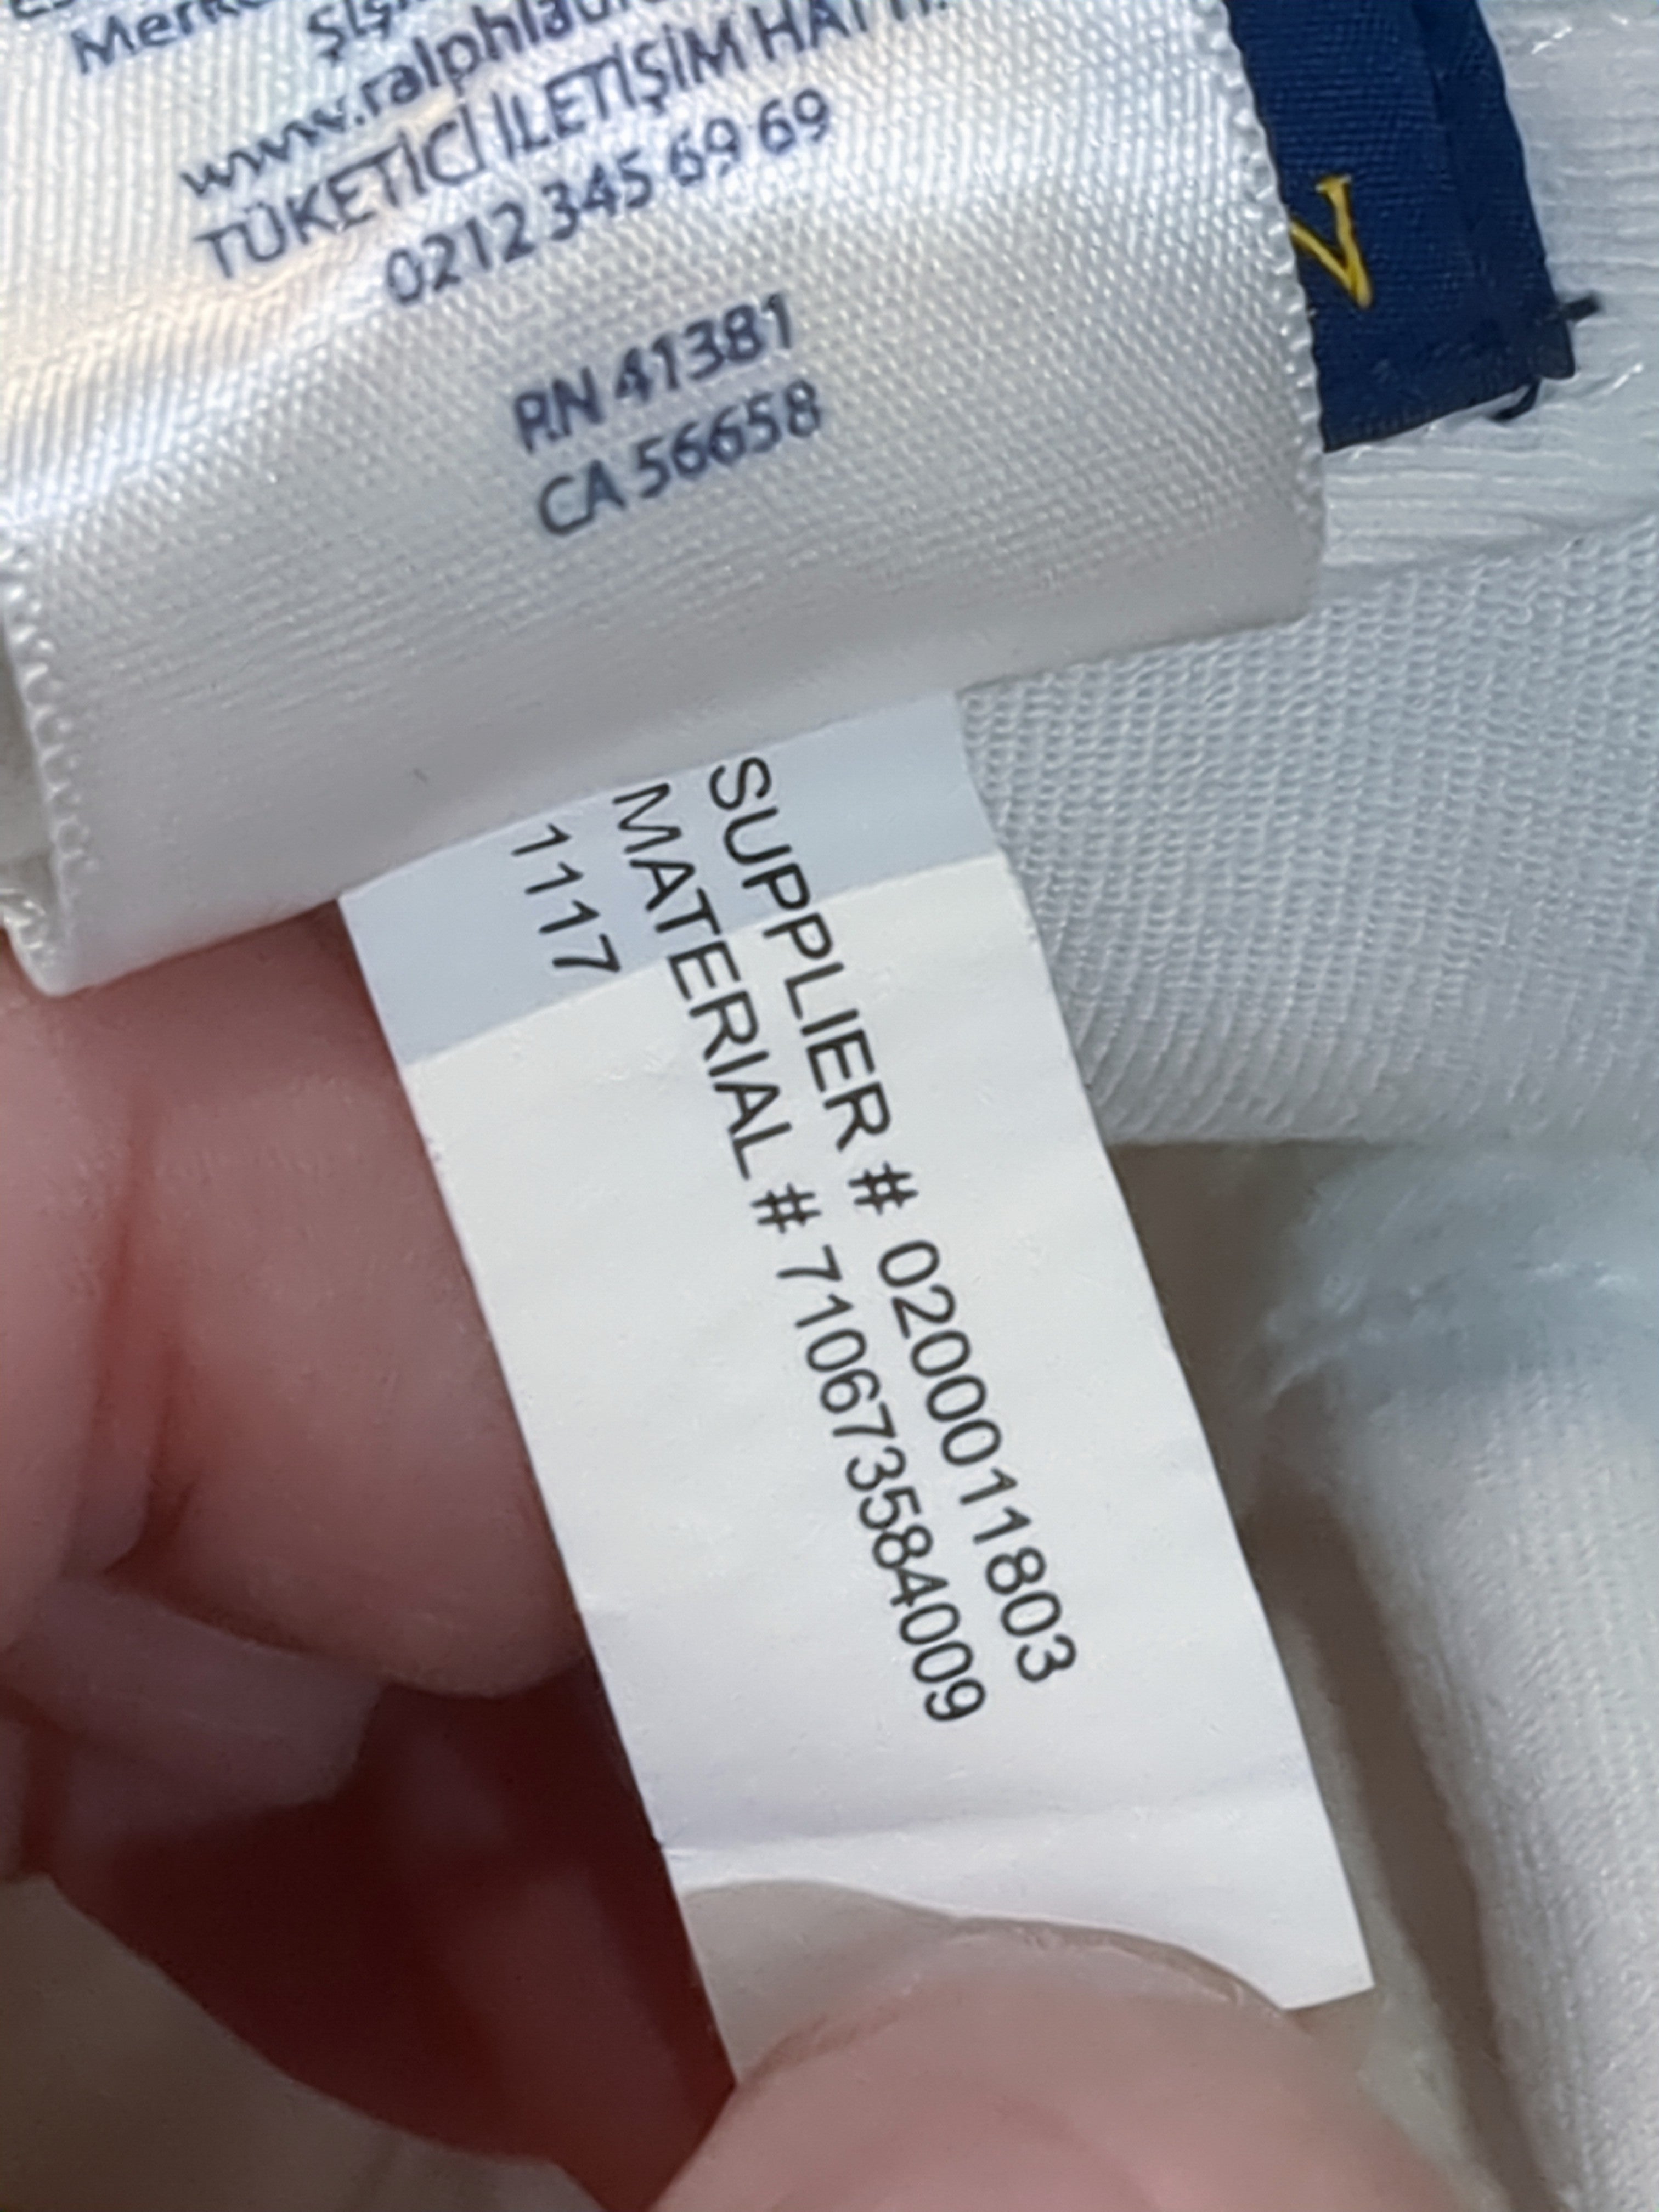 www.ralphlau
TÜKETİCİ İLETİŞİM HATTI:
0212 345 69 69
RN 41381
CA 56658
SUPPLIER # 0200011803
MATERIAL # 710673584009
1117